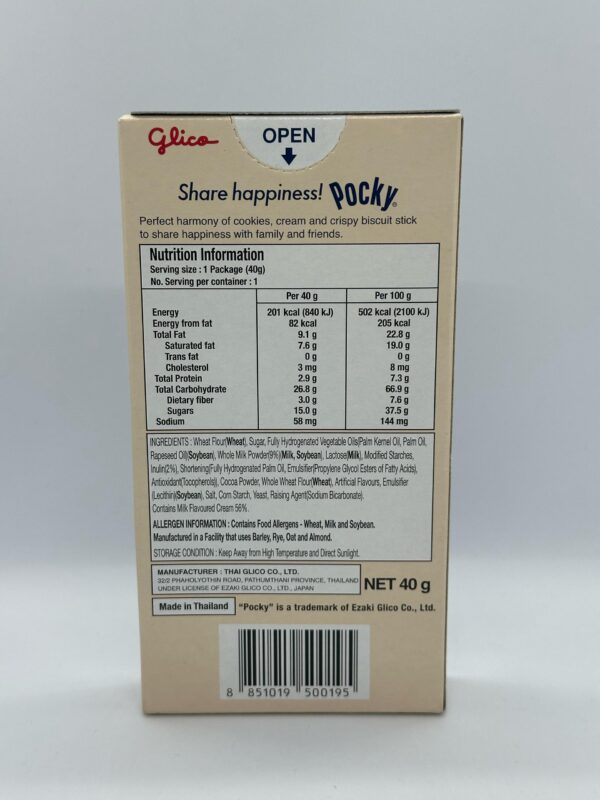 Glico
OPEN
Share happiness! Pocky®
Perfect harmony of cookies, cream and crispy biscuit stick
to share happiness with family and friends.
Nutrition Information
Serving size : 1 Package (40g)
No. Serving per container : 1
Per 40 g Per 100 g
Energy 201 kcal (840 kJ) 502 kcal (2100 kJ)
Energy from fat 82 kcal 205 kcal
Total Fat 9.1 g 22.8 g
Saturated fat 7.6 g 19.0 g
Trans fat 0 g 0 g
Cholesterol 3 mg 8 mg
Total Protein 2.9 g 7.3 g
Total Carbohydrate 26.8 g 66.9 g
Dietary fiber 3.0 g 7.6 g
Sugars 15.0 g 37.5 g
Sodium 58 mg 144 mg
INGREDIENTS : Wheat Flour(Wheat), Sugar, Fully Hydrogenated Vegetable Oils(Palm Kernel Oil, Palm Oil,
Rapeseed Oil)(Soybean), Whole Milk Powder(9%)(Milk, Soybean), Lactose(Milk), Modified Starches,
Inulin(2%), Shortening(Fully Hydrogenated Palm Oil, Emulsifier(Propylene Glycol Esters of Fatty Acids),
Antioxidant(Tocopherols)), Cocoa Powder, Whole Wheat Flour(Wheat), Artificial Flavours, Emulsifier
(Lecithin)(Soybean), Salt, Corn Starch, Yeast, Raising Agent(Sodium Bicarbonate).
Contains Milk Flavoured Cream 56%.
ALLERGEN INFORMATION : Contains Food Allergens - Wheat, Milk and Soybean.
Manufactured in a Facility that uses Barley, Rye, Oat and Almond.
STORAGE CONDITION : Keep Away from High Temperature and Direct Sunlight.
MANUFACTURER : THAI GLICO CO., LTD.
32/2 PHAHOLYOTHIN ROAD, PATHUMTHANI PROVINCE, THAILAND
UNDER LICENSE OF EZAKI GLICO CO., LTD., JAPAN
NET 40 g
Made in Thailand "Pocky" is a trademark of Ezaki Glico Co., Ltd.
8 851019 500195